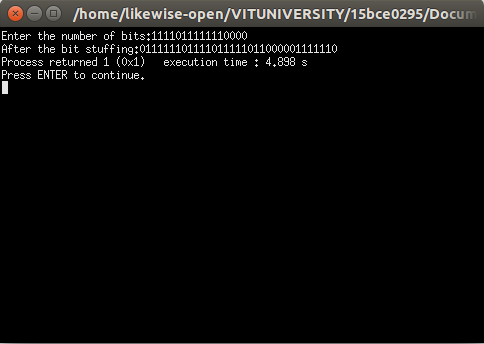 /home/likewise-open/VITUNIVERSITY/15bce0295/Docum
Enter the number of bits:1111011111110000
After the bit stuffing:011111101111011111011000001111110
Process returned 1 (0x1)   execution time : 4.898 s
Press ENTER to continue.